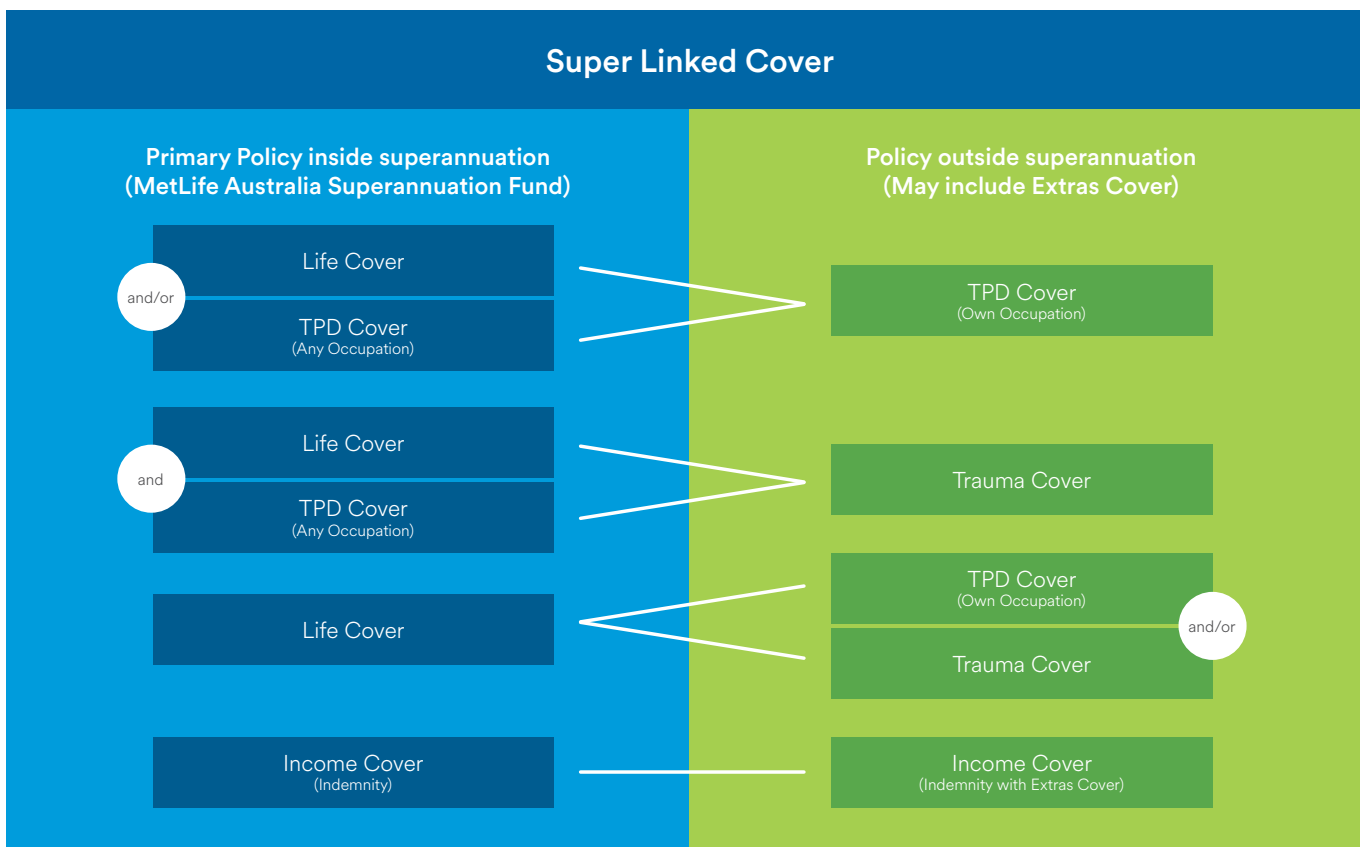 Super Linked Cover
Primary Policy inside superannuation
(MetLife Australia Superannuation Fund)
Policy outside superannuation
(May include Extras Cover)
Life Cover
and/or
TPD Cover
(Any Occupation)
TPD Cover
(Own Occupation)
Life Cover
and
TPD Cover
(Any Occupation)
Trauma Cover
Life Cover
TPD Cover
(Own Occupation)
and/or
Trauma Cover
Income Cover
(Indemnity)
Income Cover
(Indemnity with Extras Cover)